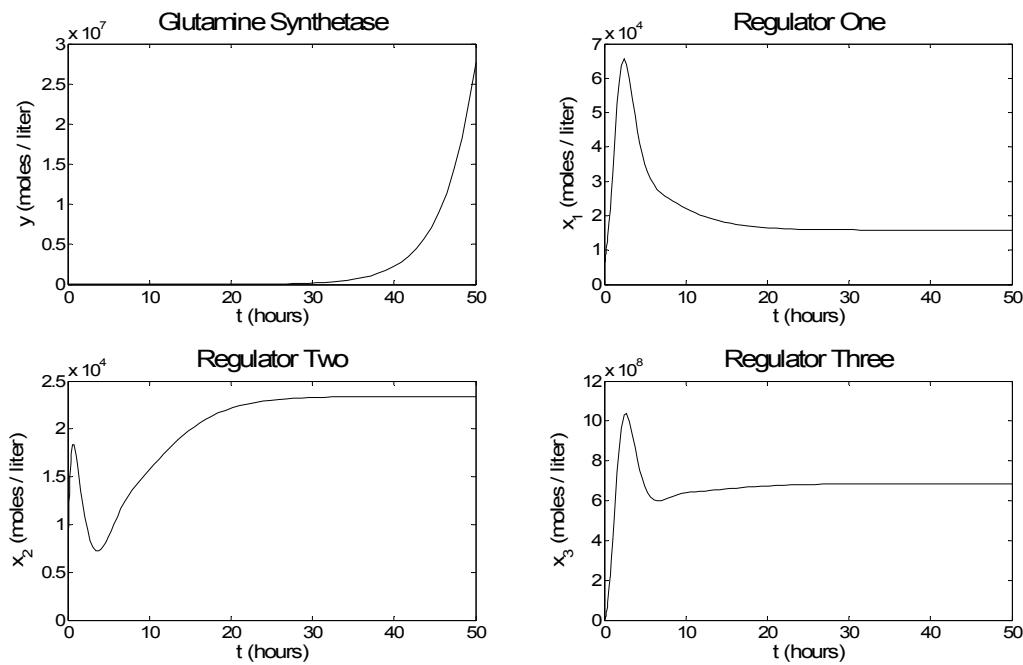 Glutamine Synthetase
x 10^7
3
2.5
2
1.5
1
0.5
0
0 10 20 30 40 50
y (moles / liter)
t (hours)
Regulator One
x 10^4
7
6
5
4
3
2
1
0
0 10 20 30 40 50
x_1 (moles / liter)
t (hours)
Regulator Two
x 10^4
2.5
2
1.5
1
0.5
0
0 10 20 30 40 50
x_2 (moles / liter)
t (hours)
Regulator Three
x 10^8
12
10
8
6
4
2
0
0 10 20 30 40 50
x_3 (moles / liter)
t (hours)